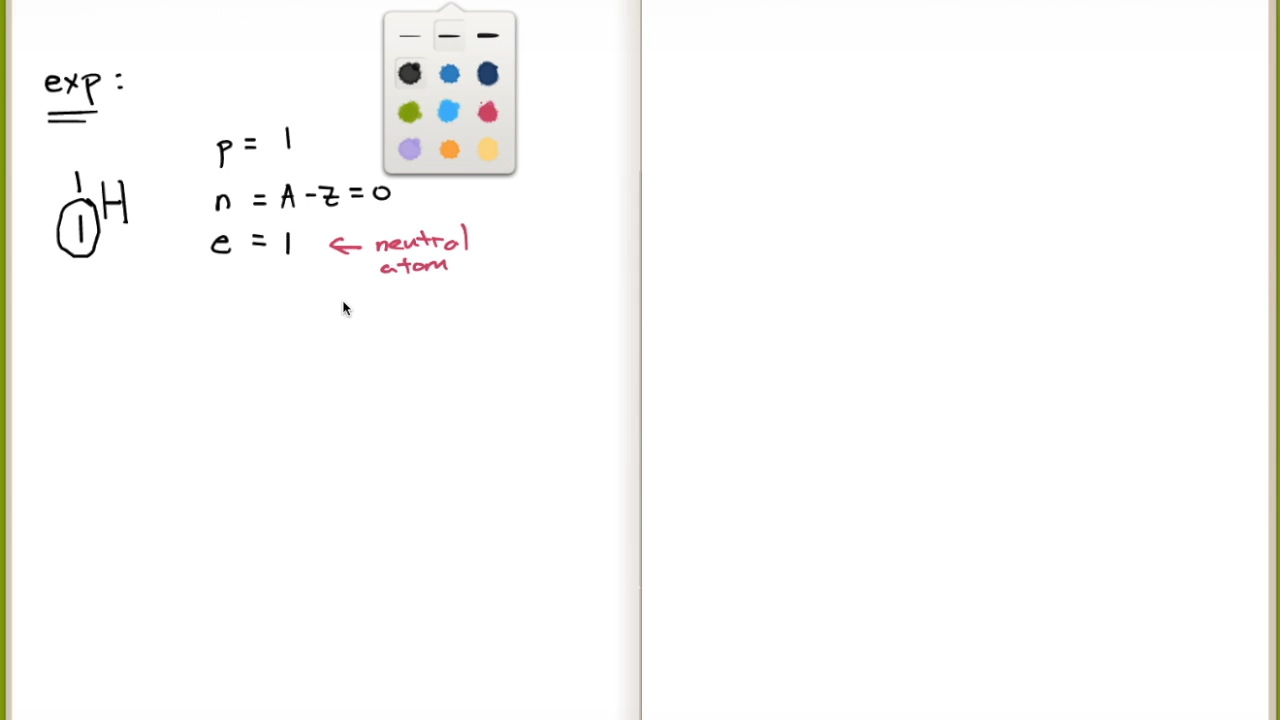 exp :
p = 1
1
1 H
n = A - Z = 0
e = 1 ← neutral
atom